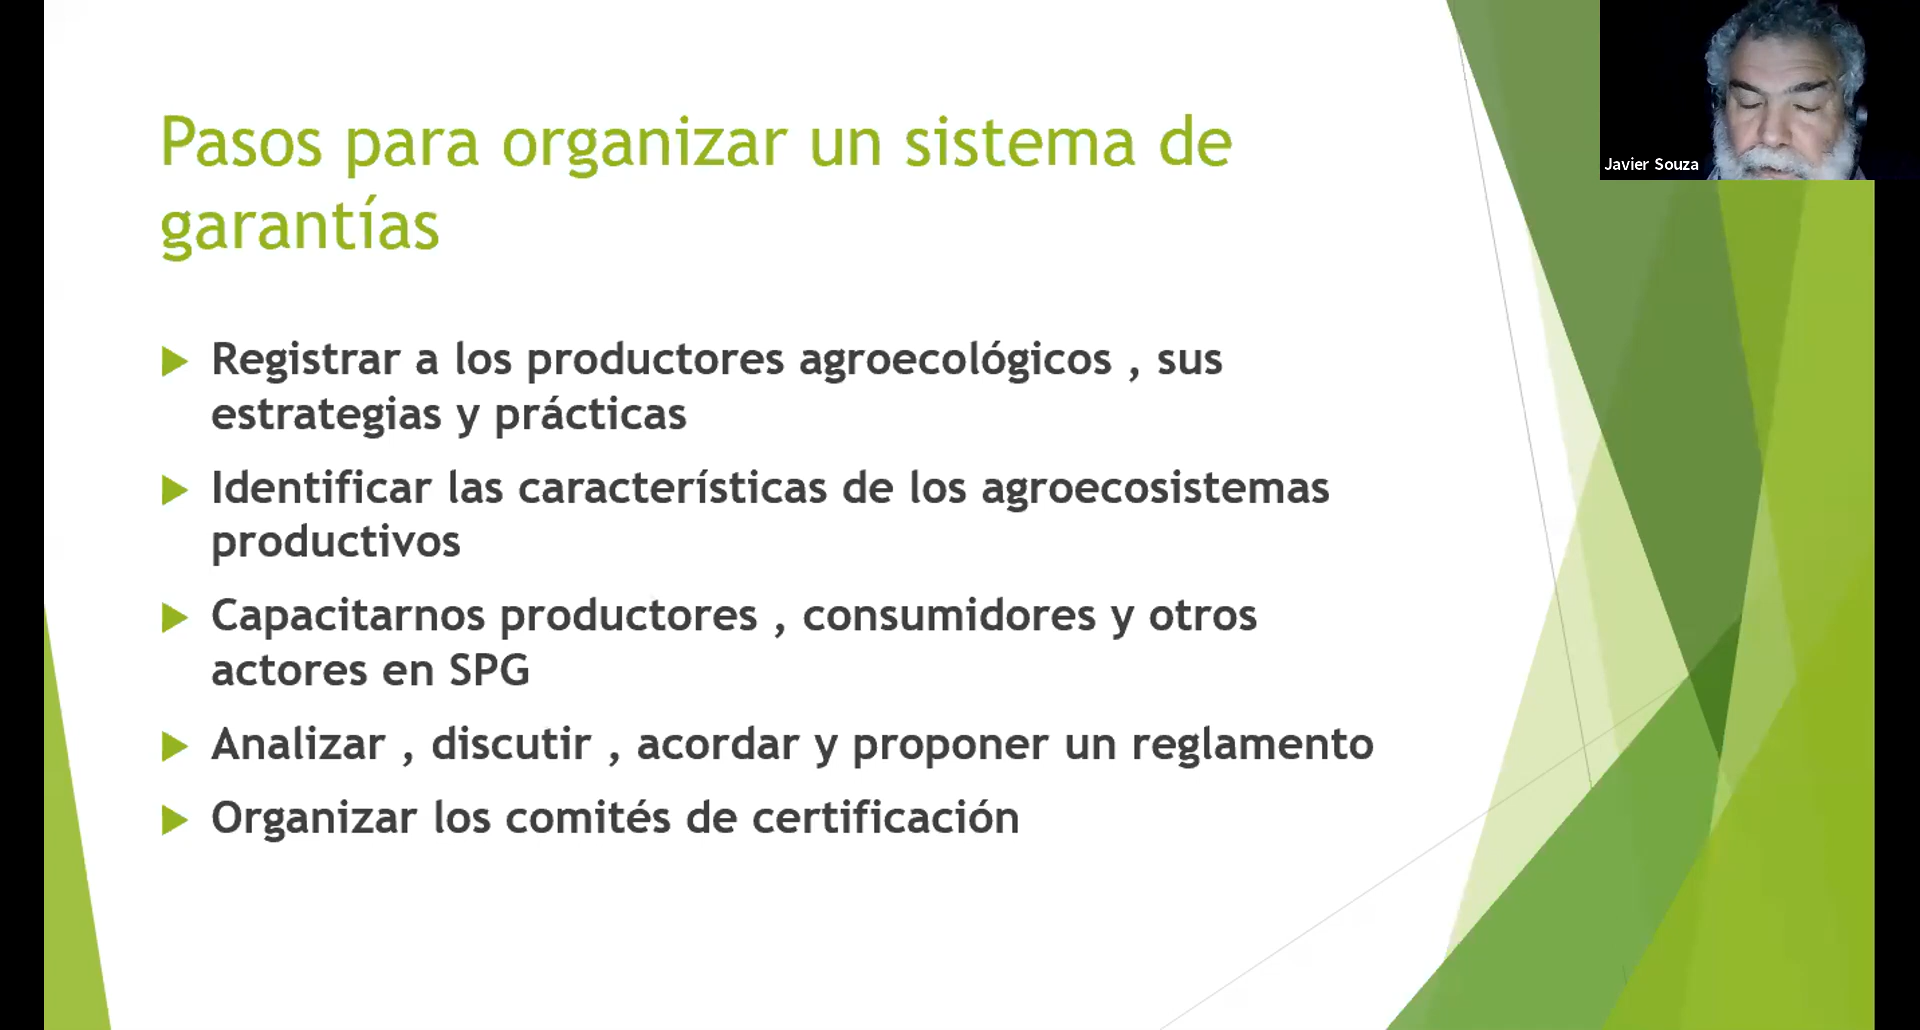 Pasos para organizar un sistema de
garantías
Registrar a los productores agroecológicos , sus
estrategias y prácticas
Identificar las características de los agroecosistemas
productivos
Capacitarnos productores , consumidores y otros
actores en SPG
Analizar , discutir , acordar y proponer un reglamento
Organizar los comités de certificación
Javier Souza